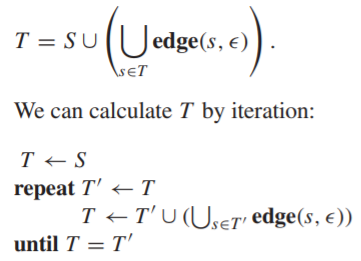 T = S ∪ (⋃ s∈T edge(s, ϵ)).
We can calculate T by iteration:
T ← S
repeat T′ ← T
T ← T′ ∪ (⋃s∈T′ edge(s, ϵ))
until T = T′